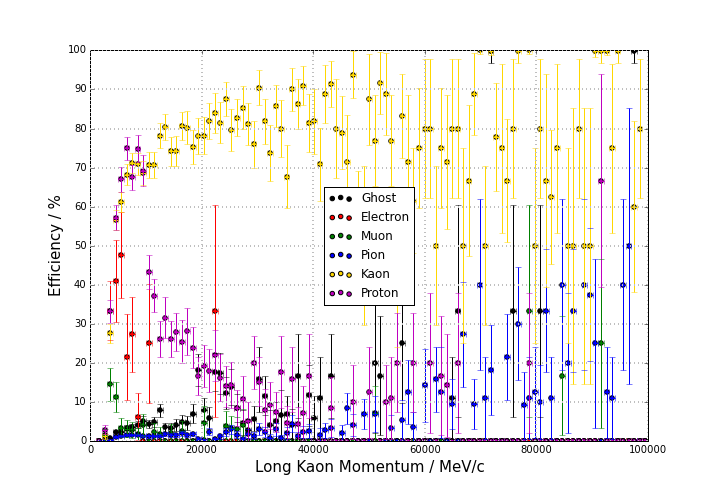 100
90
80
70
60
50
40
30
20
10
0
Efficiency / %
Ghost
Electron
Muon
Pion
Kaon
Proton
0 20000 40000 60000 80000 100000
Long Kaon Momentum / MeV/c